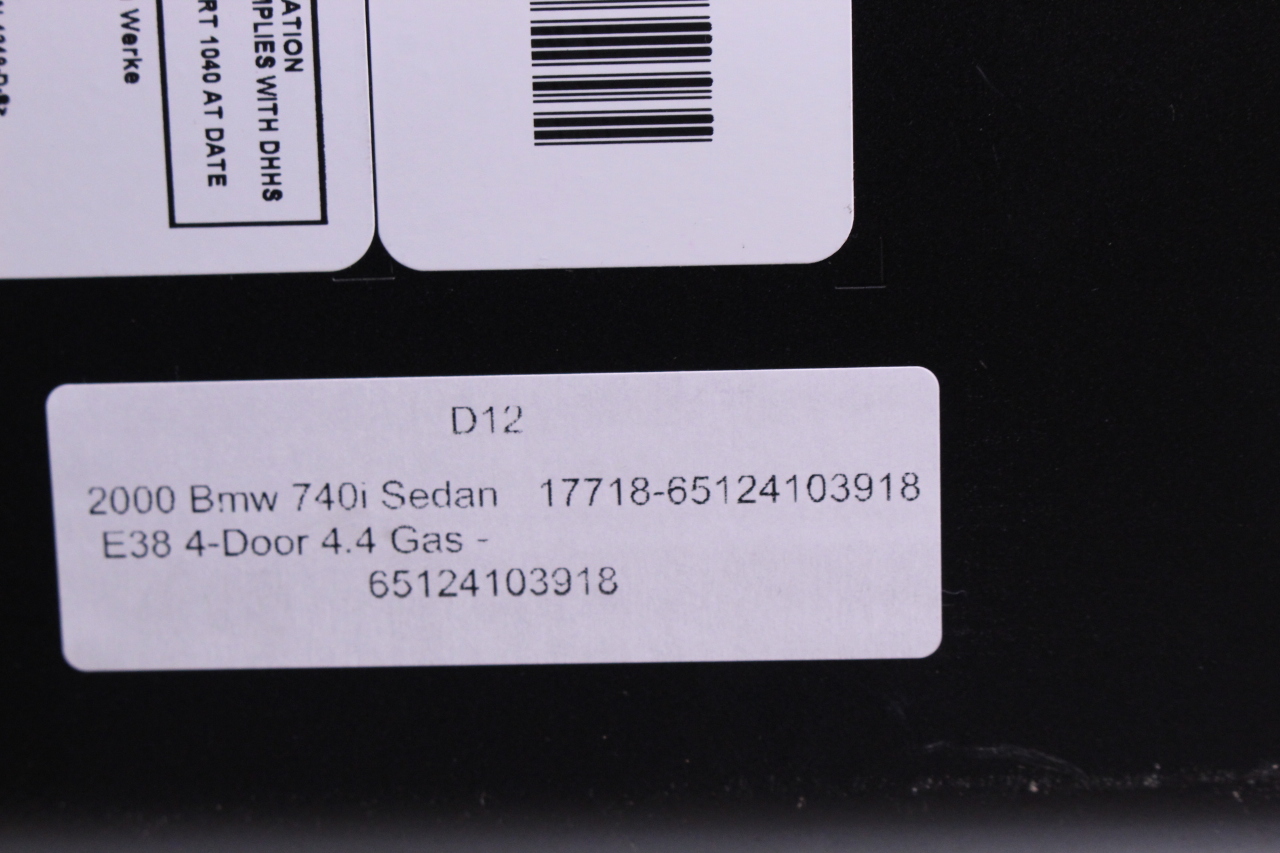 ATION
MPLIES WITH DHHS
RT 1040 AT DATE
Werke
D12
2000 Bmw 740i Sedan 17718-65124103918
E38 4-Door 4.4 Gas -
65124103918